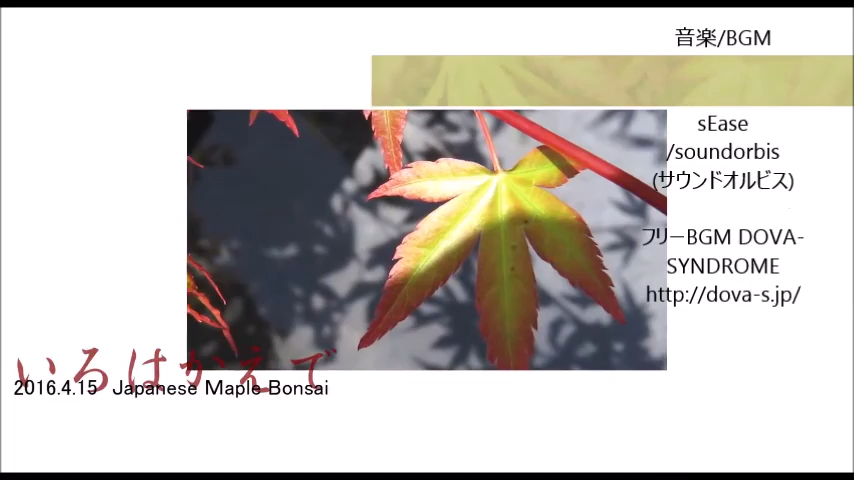 音楽/BGM
sEase
/soundorbis
(サウンドオルビス)
フリーBGM DOVA-
SYNDROME
http://dova-s.jp/
いろはかえで
2016.4.15 Japanese Maple Bonsai